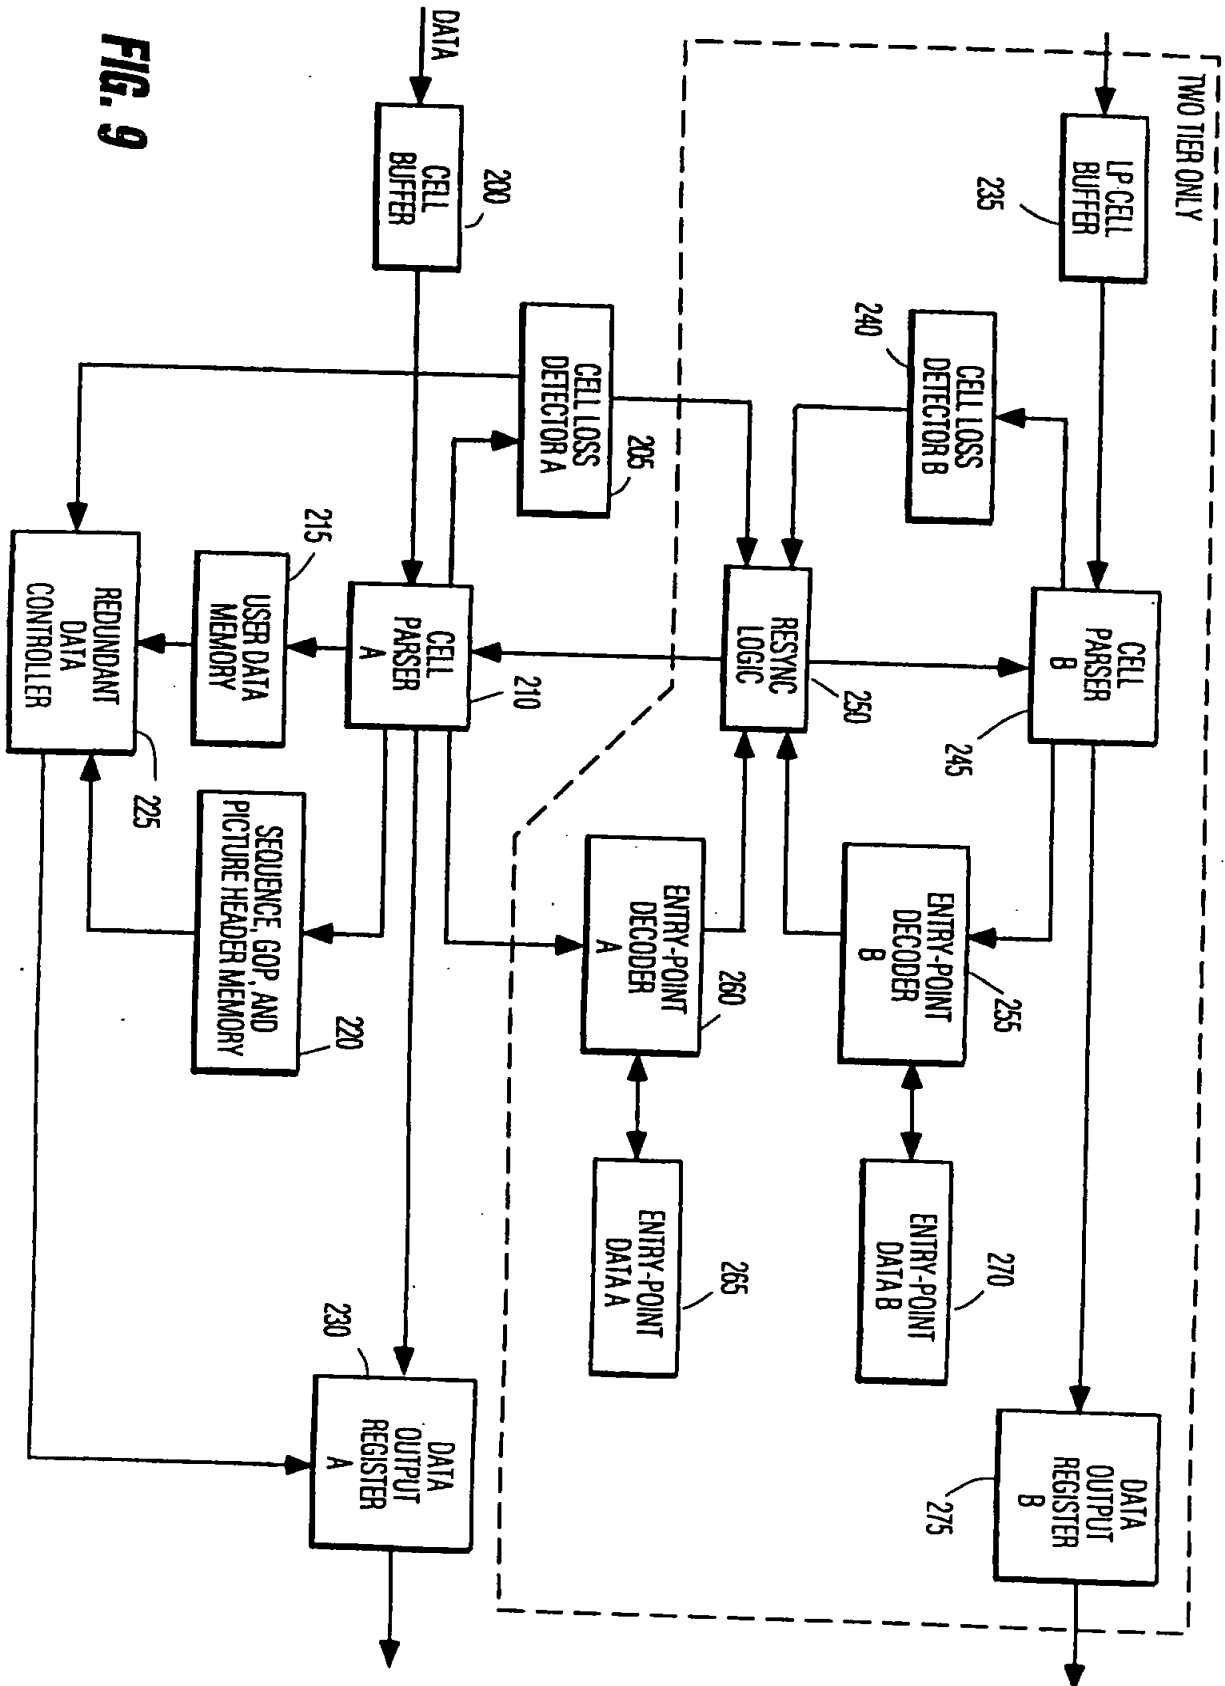 TWO TIER ONLY
LP CELL
BUFFER
235
240
CELL LOSS
DETECTOR B
CELL
PARSER
B
245
ENTRY-POINT
DECODER
B
255
270
ENTRY-POINT
DATA B
DATA
OUTPUT
REGISTER
B
275
RESYNC
LOGIC
250
ENTRY-POINT
DECODER
A
260
265
ENTRY-POINT
DATA A
DATA
CELL
BUFFER
200
CELL LOSS
DETECTOR A
205
CELL
PARSER
A
210
215
USER DATA
MEMORY
SEQUENCE, GOP, AND
PICTURE HEADER MEMORY
220
REDUNDANT
DATA
CONTROLLER
225
230
DATA
OUTPUT
REGISTER
A
FIG. 9